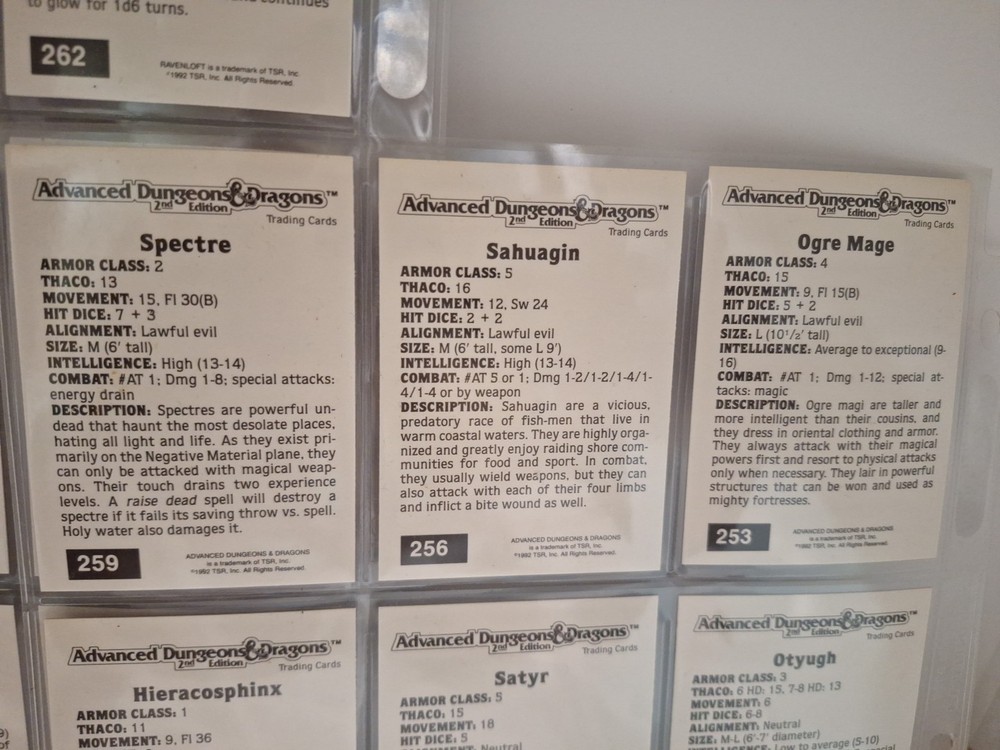 to glow for 1d6 turns.
262
RAVENLOFT is a trademark of TSR, Inc.
©1992 TSR, Inc. All Rights Reserved.
Advanced Dungeons & Dragons™
2nd Edition
Trading Cards
Spectre
ARMOR CLASS: 2
THACO: 13
MOVEMENT: 15, Fl 30(B)
HIT DICE: 7 + 3
ALIGNMENT: Lawful evil
SIZE: M (6' tall)
INTELLIGENCE: High (13-14)
COMBAT: #AT 1; Dmg 1-8; special attacks:
energy drain
DESCRIPTION: Spectres are powerful un-
dead that haunt the most desolate places,
hating all light and life. As they exist pri-
marily on the Negative Material plane, they
can only be attacked with magical weap-
ons. Their touch drains two experience
levels. A raise dead spell will destroy a
spectre if it fails its saving throw vs. spell.
Holy water also damages it.
259
ADVANCED DUNGEONS & DRAGONS
is a trademark of TSR, Inc.
©1992 TSR, Inc. All Rights Reserved.
Advanced Dungeons & Dragons™
2nd Edition
Trading Cards
Sahuagin
ARMOR CLASS: 5
THACO: 16
MOVEMENT: 12, Sw 24
HIT DICE: 2 + 2
ALIGNMENT: Lawful evil
SIZE: M (6' tall, some L 9')
INTELLIGENCE: High (13-14)
COMBAT: #AT 5 or 1; Dmg 1-2/1-2/1-4/1-
4/1-4 or by weapon
DESCRIPTION: Sahuagin are a vicious,
predatory race of fish-men that live in
warm coastal waters. They are highly orga-
nized and greatly enjoy raiding shore com-
munities for food and sport. In combat,
they usually wield weapons, but they can
also attack with each of their four limbs
and inflict a bite wound as well.
256
ADVANCED DUNGEONS & DRAGONS
is a trademark of TSR, Inc.
©1992 TSR, Inc. All Rights Reserved.
Advanced Dungeons & Dragons™
2nd Edition
Trading Cards
Ogre Mage
ARMOR CLASS: 4
THACO: 15
MOVEMENT: 9, Fl 15(B)
HIT DICE: 5 + 2
ALIGNMENT: Lawful evil
SIZE: L (10½' tall)
INTELLIGENCE: Average to exceptional (9-
16)
COMBAT: #AT 1; Dmg 1-12; special at-
tacks: magic
DESCRIPTION: Ogre magi are taller and
more intelligent than their cousins, and
they dress in oriental clothing and armor.
They always attack with their magical
powers first and resort to physical attacks
only when necessary. They lair in powerful
structures that can be won and used as
mighty fortresses.
253
ADVANCED DUNGEONS & DRAGONS
is a trademark of TSR, Inc.
©1992 TSR, Inc. All Rights Reserved.
Advanced Dungeons & Dragons™
2nd Edition
Trading Cards
Hieracosphinx
ARMOR CLASS: 1
THACO: 11
MOVEMENT: 9, Fl 36
Advanced Dungeons & Dragons™
2nd Edition
Trading Cards
Satyr
ARMOR CLASS: 5
THACO: 15
MOVEMENT: 18
HIT DICE: 5
Neutral
Advanced Dungeons & Dragons™
2nd Edition
Trading Cards
Otyugh
ARMOR CLASS: 3
THACO: 6 HD: 15, 7-8 HD: 13
MOVEMENT: 6
HIT DICE: 6-8
ALIGNMENT: Neutral
SIZE: M-L (6'-7' diameter)
Low to average (5-10)